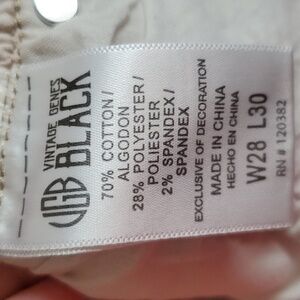 VGB
VINTAGE GENES
BLACK
70% COTTON/
ALGODON
28% POLYESTER/
POLIESTER
2% SPANDEX/
SPANDEX
EXCLUSIVE OF DECORATION
MADE IN CHINA
HECHO EN CHINA
W28 L30
RN # 120382